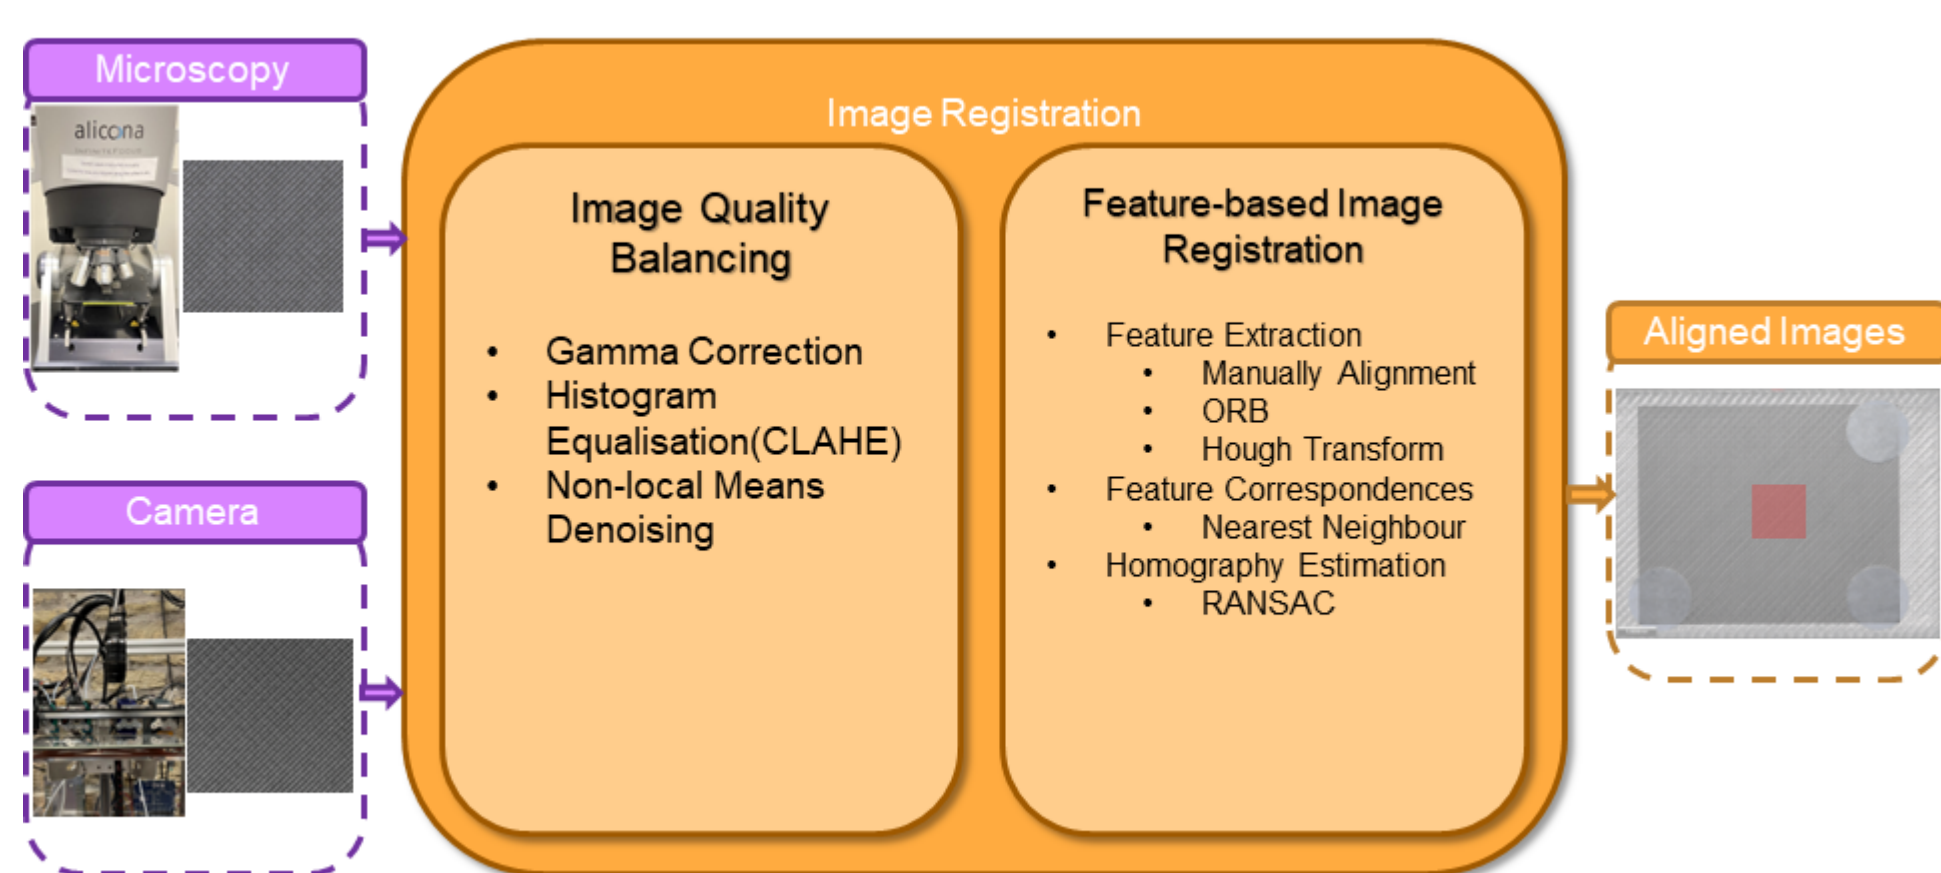 Microscopy
alicona
Image Registration
Image Quality
Balancing
• Gamma Correction
• Histogram
Equalisation(CLAHE)
• Non-local Means
Denoising
Feature-based Image
Registration
• Feature Extraction
• Manually Alignment
• ORB
• Hough Transform
• Feature Correspondences
• Nearest Neighbour
• Homography Estimation
• RANSAC
Camera
Aligned Images